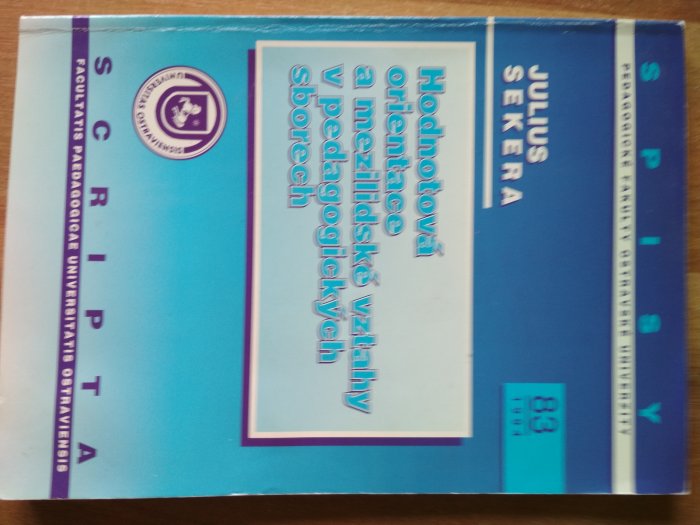 SPISY
PEDAGOGICKÉ FAKULTY OSTRAVSKÉ UNIVERZITY
JULIUS
SEKERA
83
1994
Hodnotová
orientace
a mezilidské vztahy
v pedagogických
sborech
UNIVERSITAS OSTRAVIENSIS
SCRIPTA
FACULTATIS PAEDAGOGICAE UNIVERSITATIS OSTRAVIENSIS